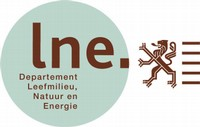 lne.
Departement
Leefmilieu,
Natuur en
Energie